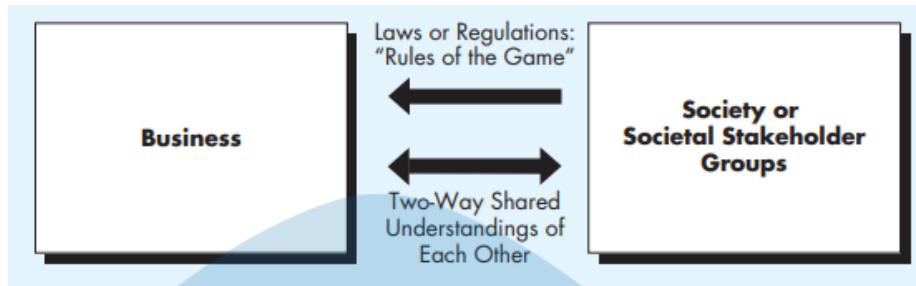 Laws or Regulations:
“Rules of the Game”
Business
Society or
Societal Stakeholder
Groups
Two-Way Shared
Understandings of
Each Other